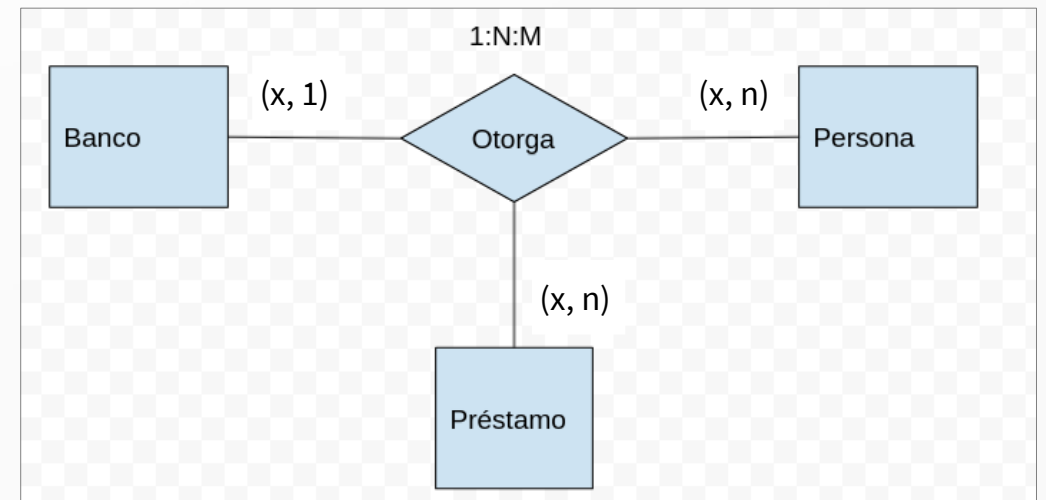 1:N:M
(x, 1)
(x, n)
Banco
Otorga
Persona
(x, n)
Préstamo